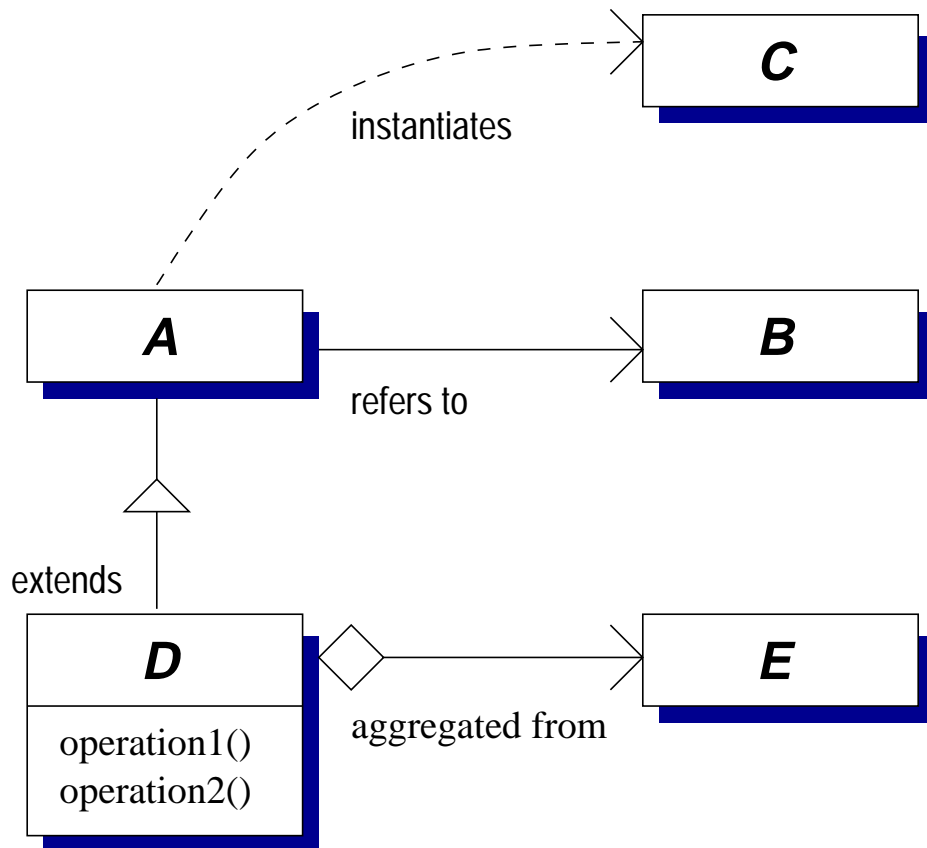 C
instantiates
A
B
refers to
extends
D
E
aggregated from
operation1()
operation2()